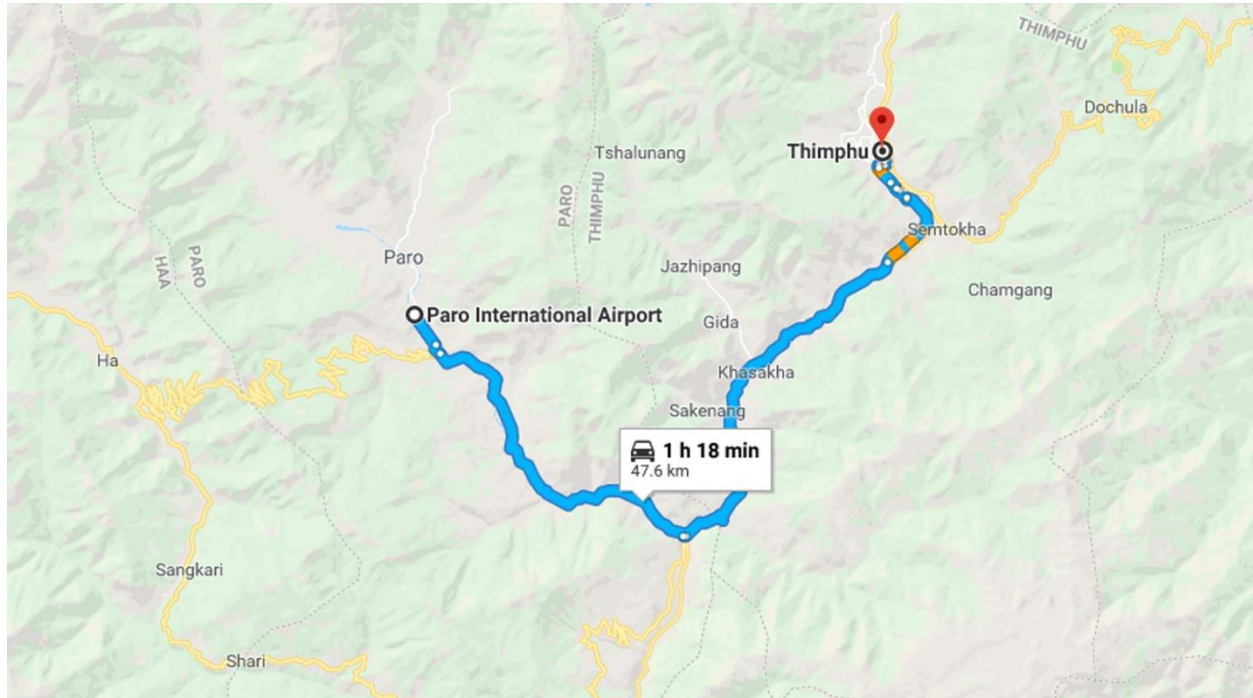 THIMPHU
Dochula
Thimphu
Tshalunang
PARO
THIMPHU
Semtokha
Paro
PARO
HAA
Jazhipang
Chamgang
Paro International Airport
Gida
Ha
Khasakha
Sakenang
1 h 18 min
47.6 km
Sangkari
Shari